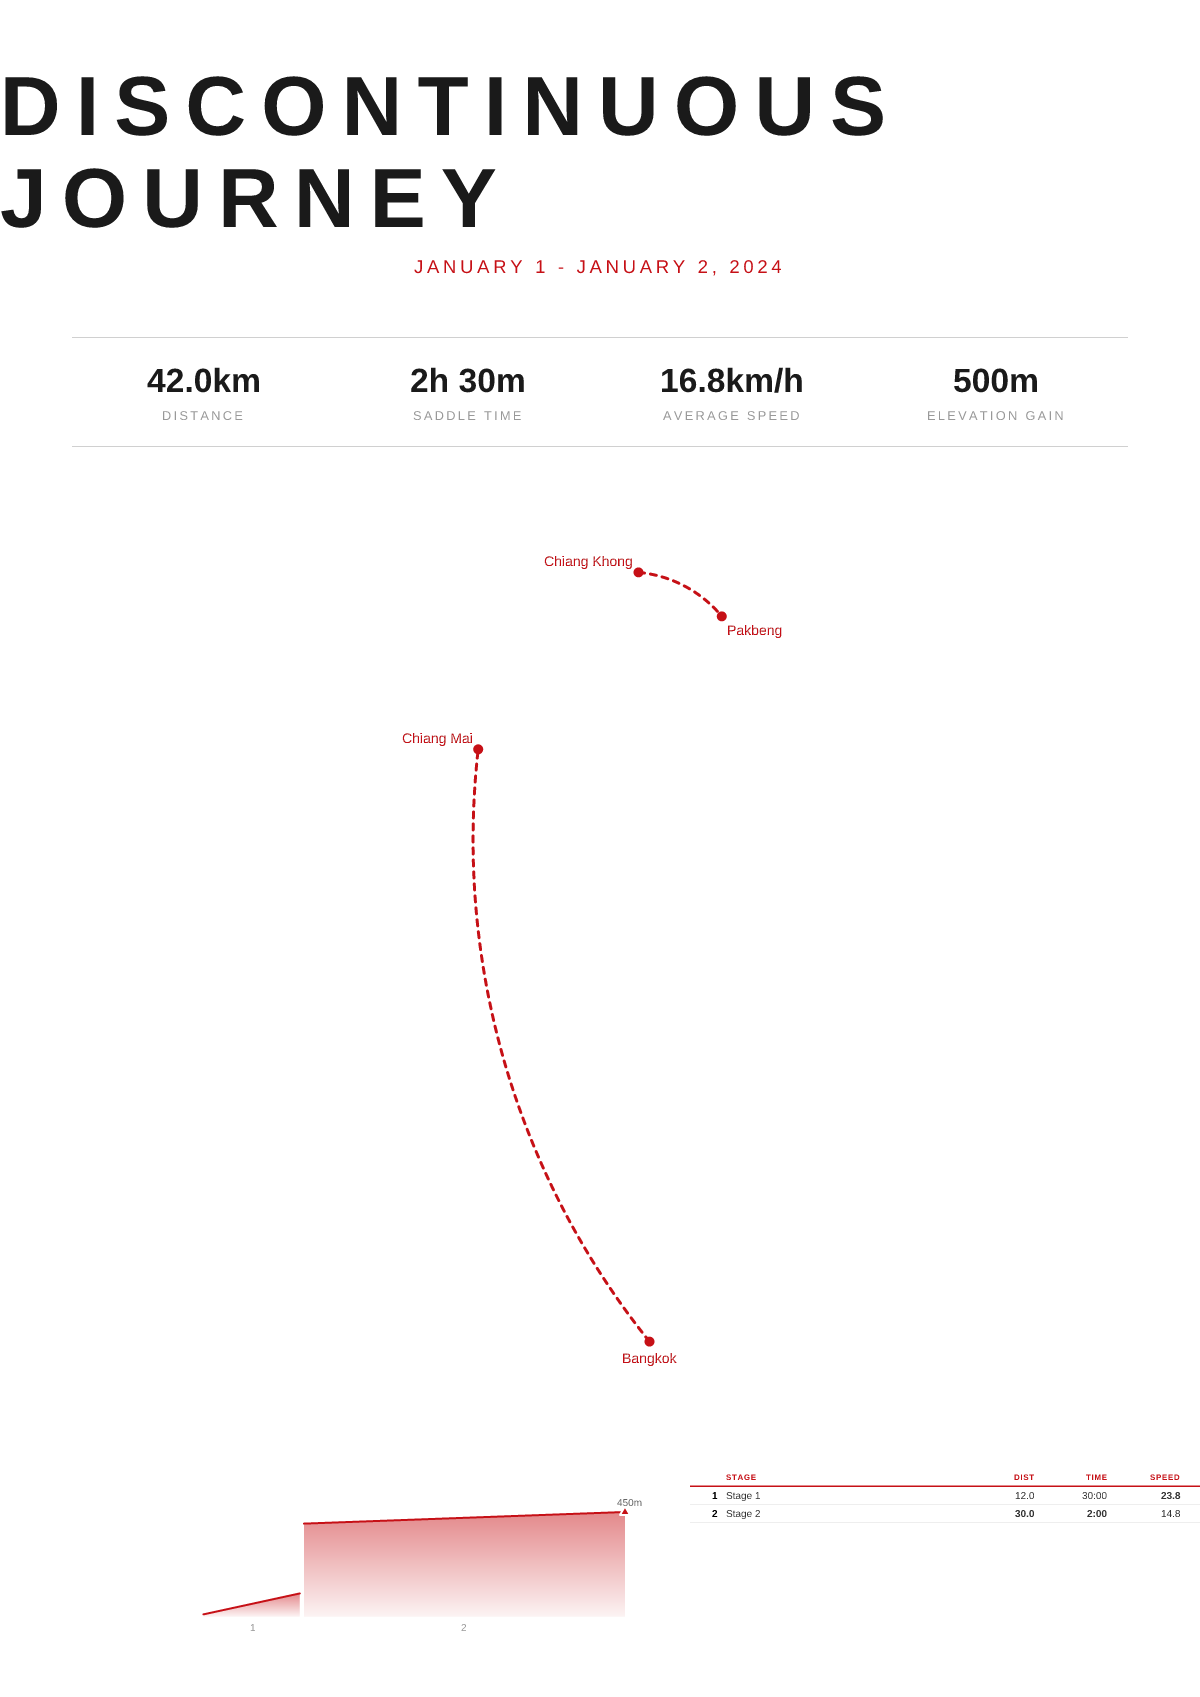 DISCONTINUOUS
JOURNEY
JANUARY 1 - JANUARY 2, 2024
42.0km 2h 30m 16.8km/h 500m
DISTANCE SADDLE TIME AVERAGE SPEED ELEVATION GAIN
Chiang Khong
Pakbeng
Chiang Mai
Bangkok
450m
1 2
STAGE DIST TIME SPEED
1 Stage 1 12.0 30:00 23.8
2 Stage 2 30.0 2:00 14.8